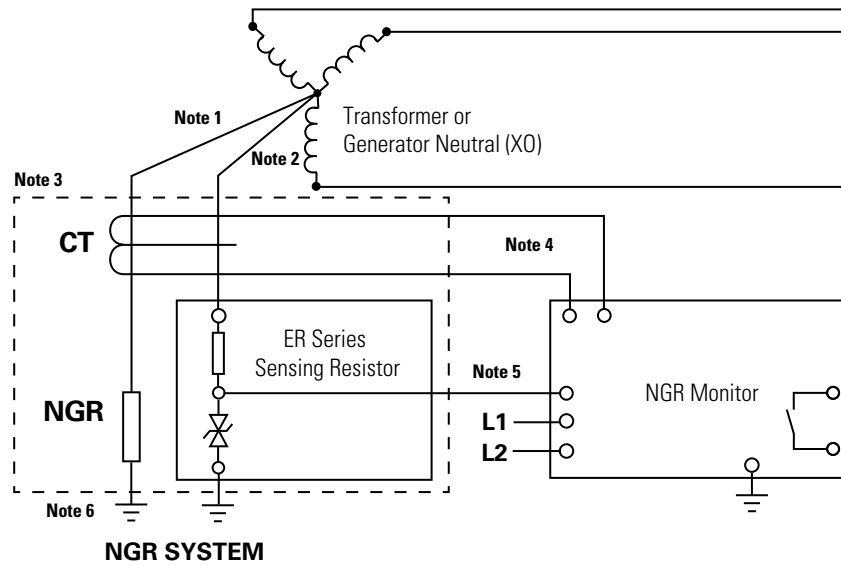 Note 1
Transformer or
Generator Neutral (X0)
Note 2
Note 3
CT
Note 4
ER Series
Sensing Resistor
Note 5
NGR Monitor
NGR
L1
L2
Note 6
NGR SYSTEM